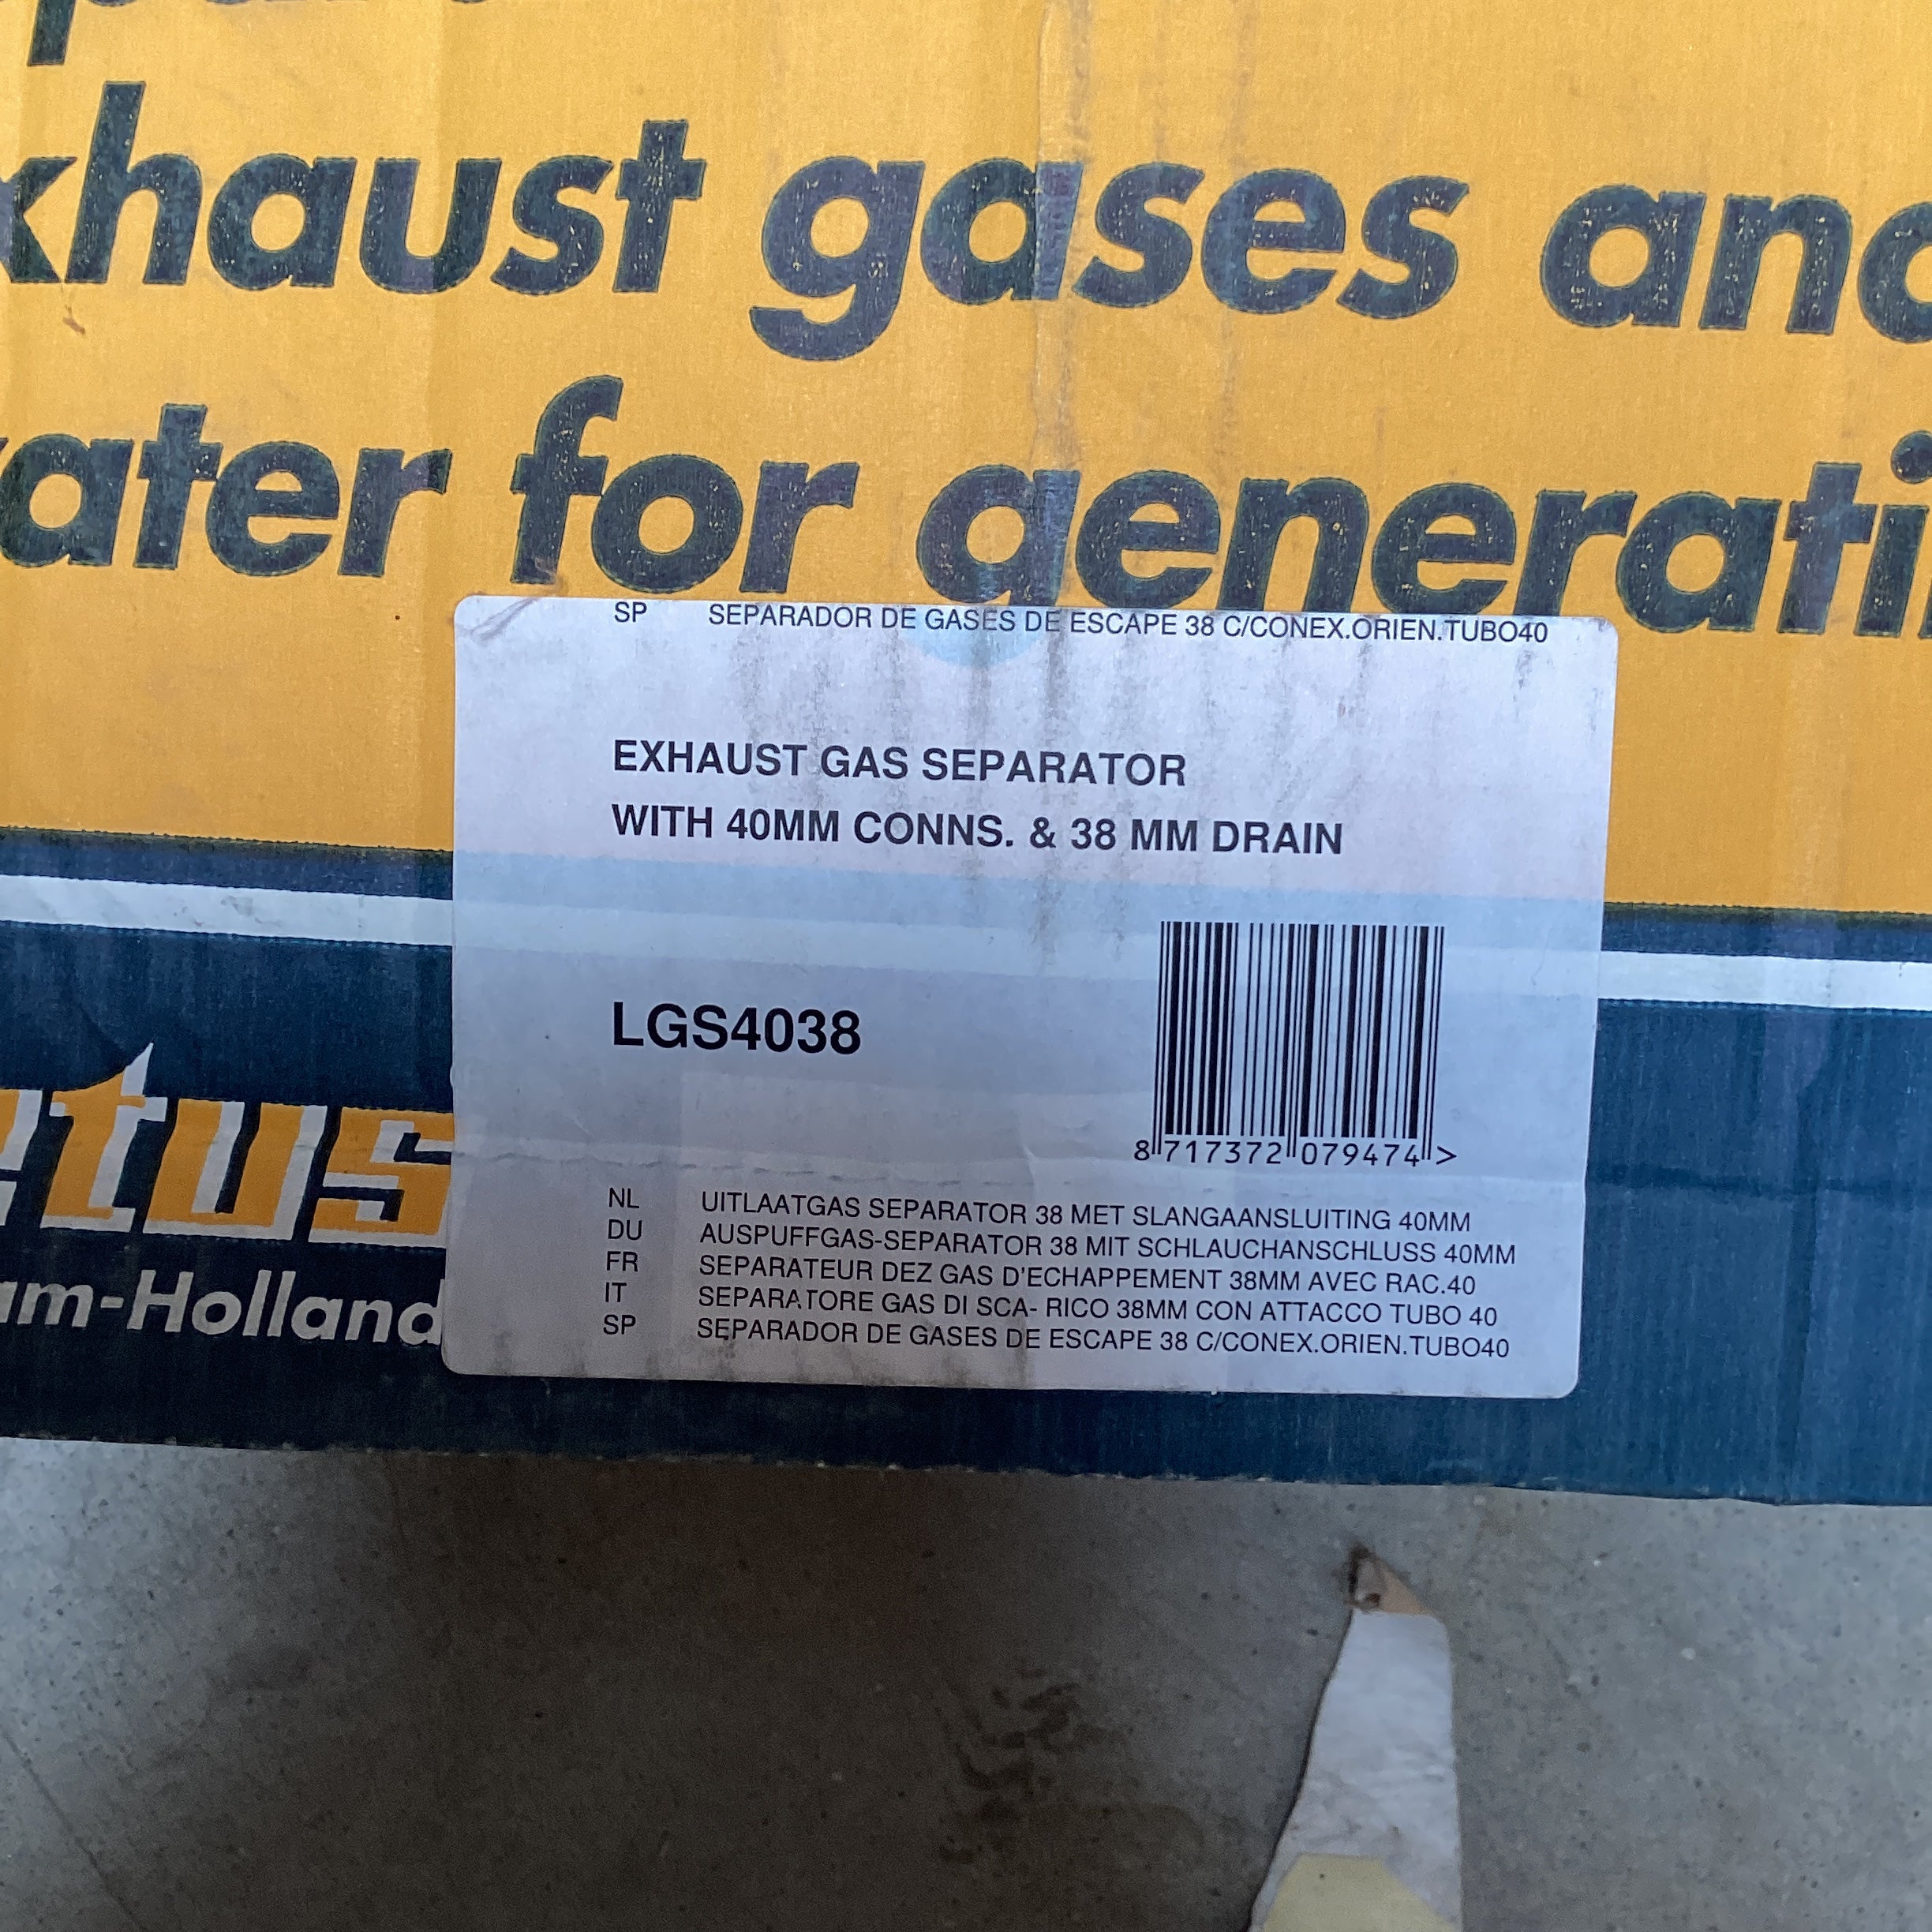 xhaust gases and
ater for generati
SP SEPARADOR DE GASES DE ESCAPE 38 C/CONEX.ORIEN.TUBO40
EXHAUST GAS SEPARATOR
WITH 40MM CONNS. & 38 MM DRAIN
LGS4038
8 717372 079474 >
etus
am-Holland
NL UITLAATGAS SEPARATOR 38 MET SLANGAANSLUITING 40MM
DU AUSPUFFGAS-SEPARATOR 38 MIT SCHLAUCHANSCHLUSS 40MM
FR SEPARATEUR DEZ GAS D'ECHAPPEMENT 38MM AVEC RAC.40
IT SEPARATORE GAS DI SCA- RICO 38MM CON ATTACCO TUBO 40
SP SEPARADOR DE GASES DE ESCAPE 38 C/CONEX.ORIEN.TUBO40